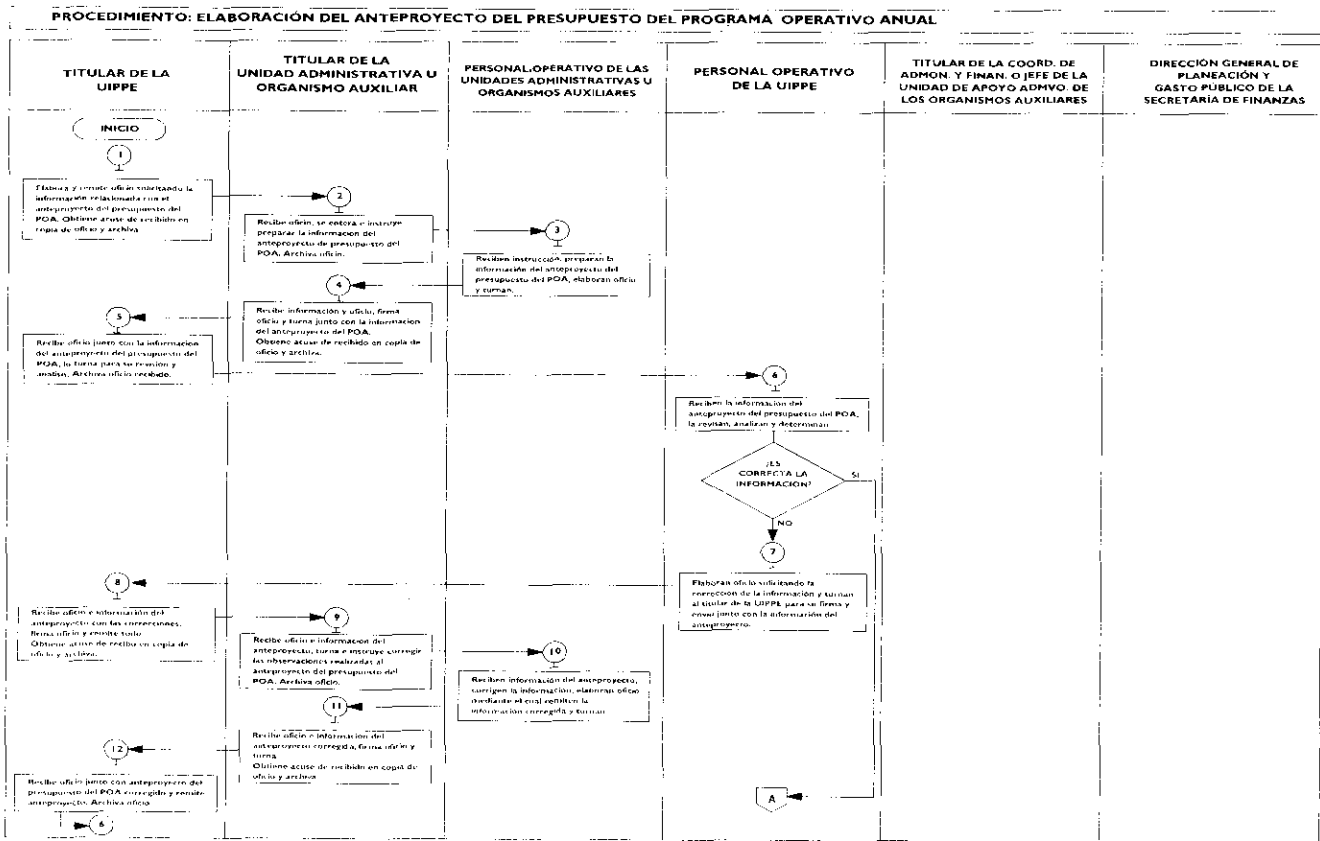 PROCEDIMIENTO: ELABORACIÓN DEL ANTEPROYECTO DEL PRESUPUESTO DEL PROGRAMA OPERATIVO ANUAL
TITULAR DE LA
UIPPE
TITULAR DE LA
UNIDAD ADMINISTRATIVA U
ORGANISMO AUXILIAR
PERSONAL OPERATIVO DE LAS
UNIDADES ADMINISTRATIVAS U
ORGANISMOS AUXILIARES
PERSONAL OPERATIVO
DE LA UIPPE
TITULAR DE LA COORD. DE
ADMON. Y FINAN. O JEFE DE LA
UNIDAD DE APOYO ADMVO. DE
LOS ORGANISMOS AUXILIARES
DIRECCIÓN GENERAL DE
PLANEACIÓN Y
GASTO PÚBLICO DE LA
SECRETARÍA DE FINANZAS
INICIO
1
Elabora y remite oficio solicitando la
información relacionada con el
anteproyecto del presupuesto del
POA. Obtiene acuse de recibido en
copia de oficio y archiva
2
Recibe oficio, se entera e instruye
preparar la información del
anteproyecto de presupuesto del
POA. Archiva oficio.
3
Reciben instrucción, preparan la
información del anteproyecto del
presupuesto del POA, elaboran oficio
y turnan.
4
Recibe información y oficio, firma
oficio y turna junto con la información
del anteproyecto del POA.
Obtiene acuse de recibido en copia de
oficio y archiva.
5
Recibe oficio junto con la información
del anteproyecto del presupuesto del
POA, lo turna para su revisión y
análisis. Archiva oficio recibido.
6
Reciben la información del
anteproyecto del presupuesto del POA,
la revisan, analizan y determinan
¿ES
CORRECTA LA
INFORMACIÓN?
SI
NO
7
Elaboran oficio solicitando la
corrección de la información y turnan
al titular de la UIPPE para su firma y
envío junto con la información del
anteproyecto.
8
Recibe oficio e información del
anteproyecto con las correcciones,
firma oficio y remite todo
Obtiene acuse de recibo en copia de
oficio y archiva.
9
Recibe oficio e información del
anteproyecto, turna e instruye corregir
las observaciones realizadas al
anteproyecto del presupuesto del
POA. Archiva oficio.
10
Reciben información del anteproyecto,
corrigen la información, elaboran oficio
mediante el cual remiten la
información corregida y turnan
11
Recibe oficio e información del
anteproyecto corregida, firma oficio y
turna
Obtiene acuse de recibido en copia de
oficio y archiva
12
Recibe oficio junto con anteproyecto del
presupuesto del POA corregido y remite
anteproyecto. Archiva oficio
6
A